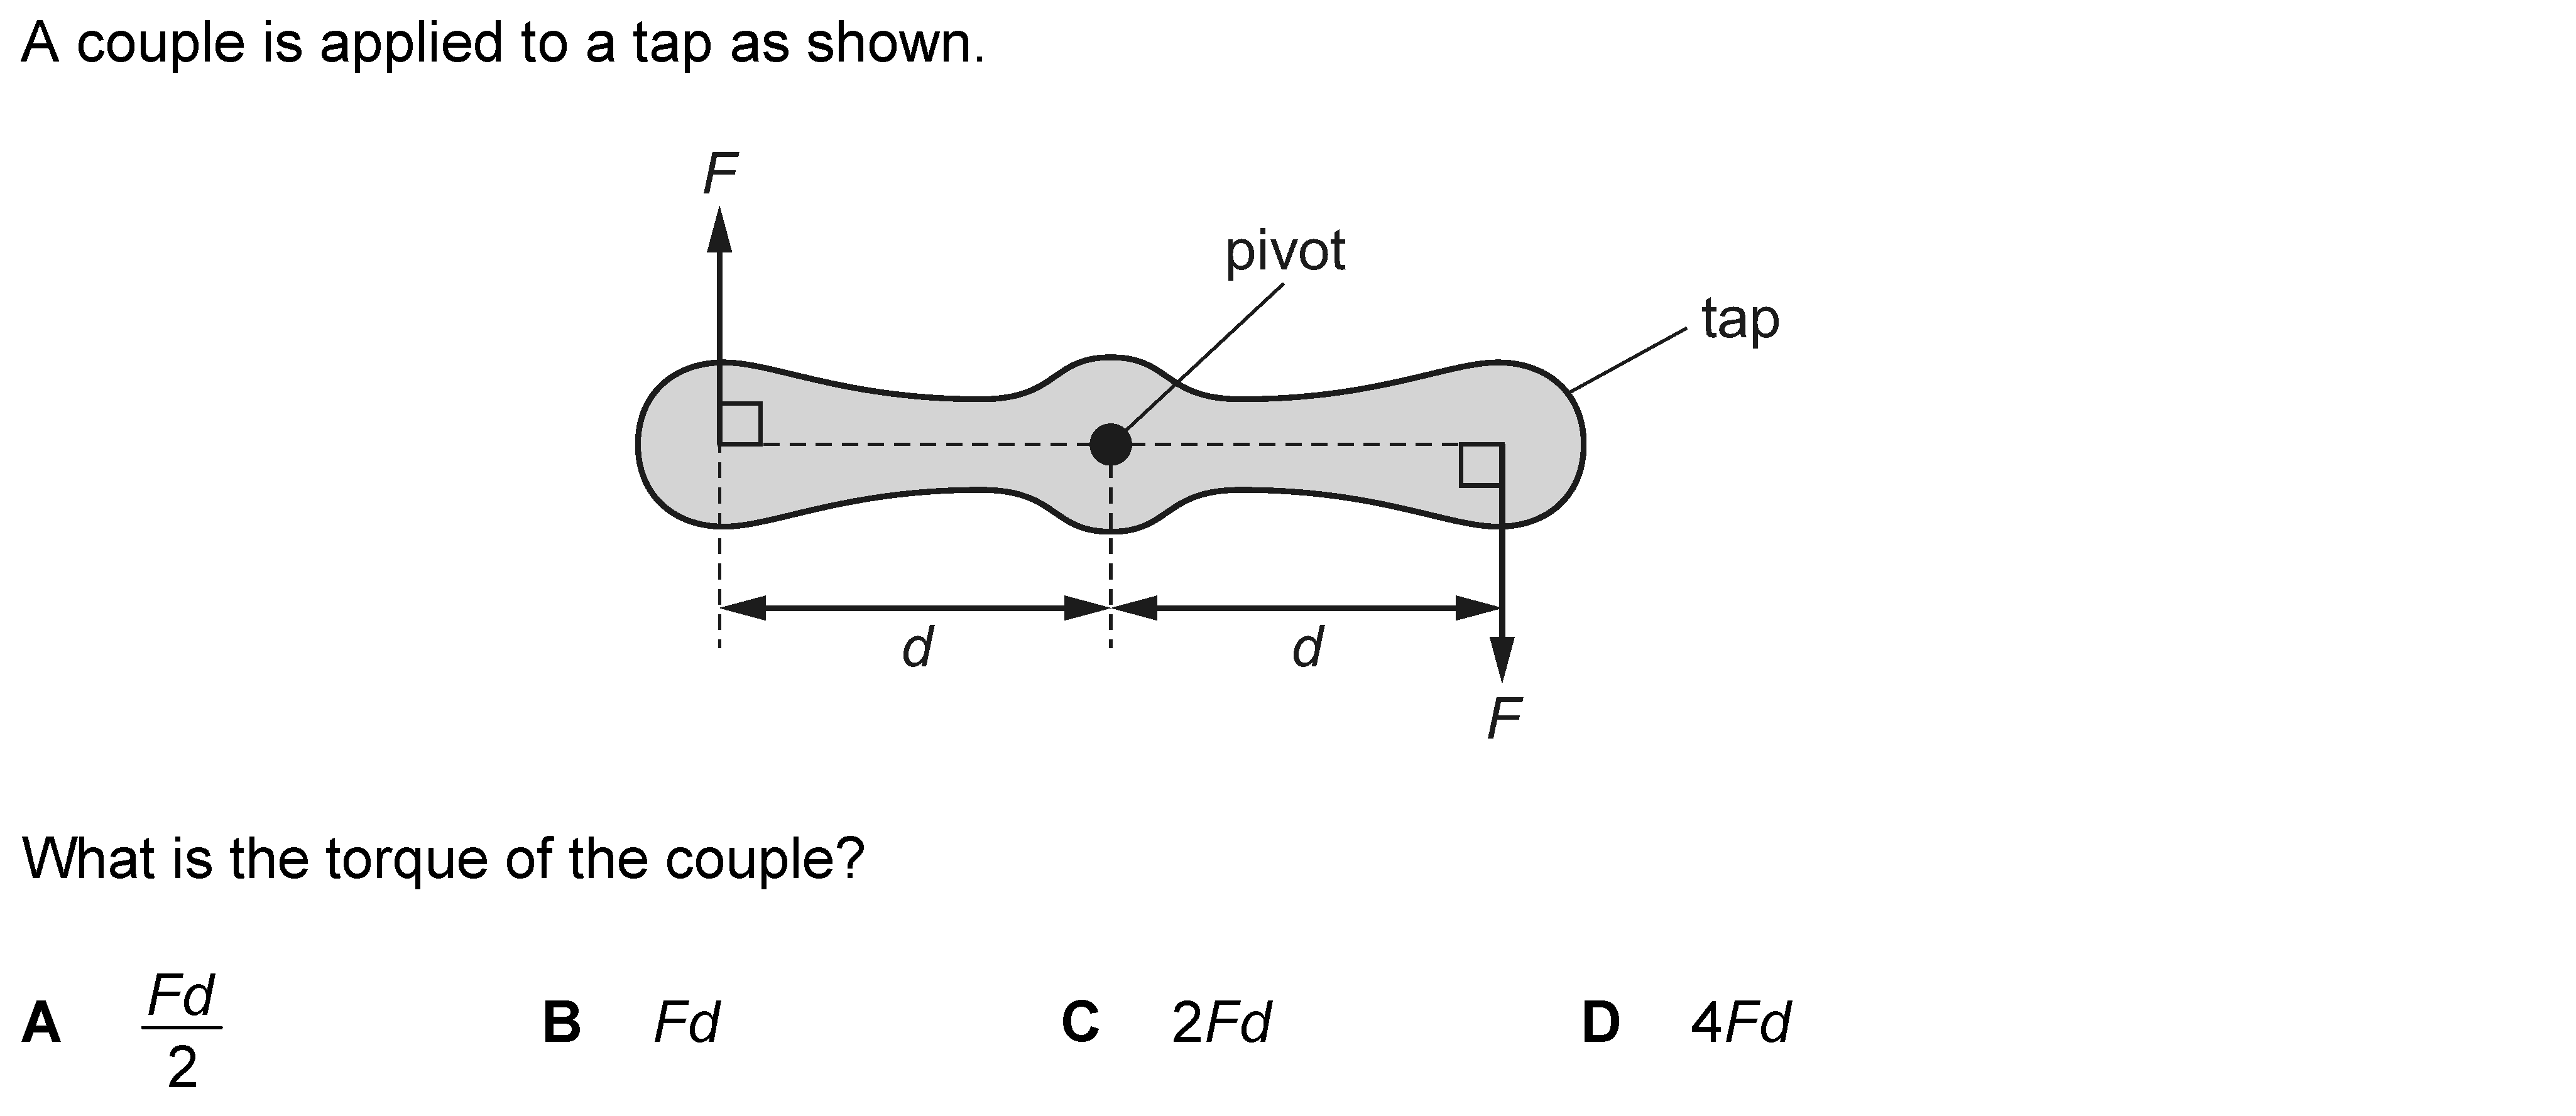 A couple is applied to a tap as shown.
F
pivot
tap
d
d
F
What is the torque of the couple?
A Fd/2 B Fd C 2Fd D 4Fd